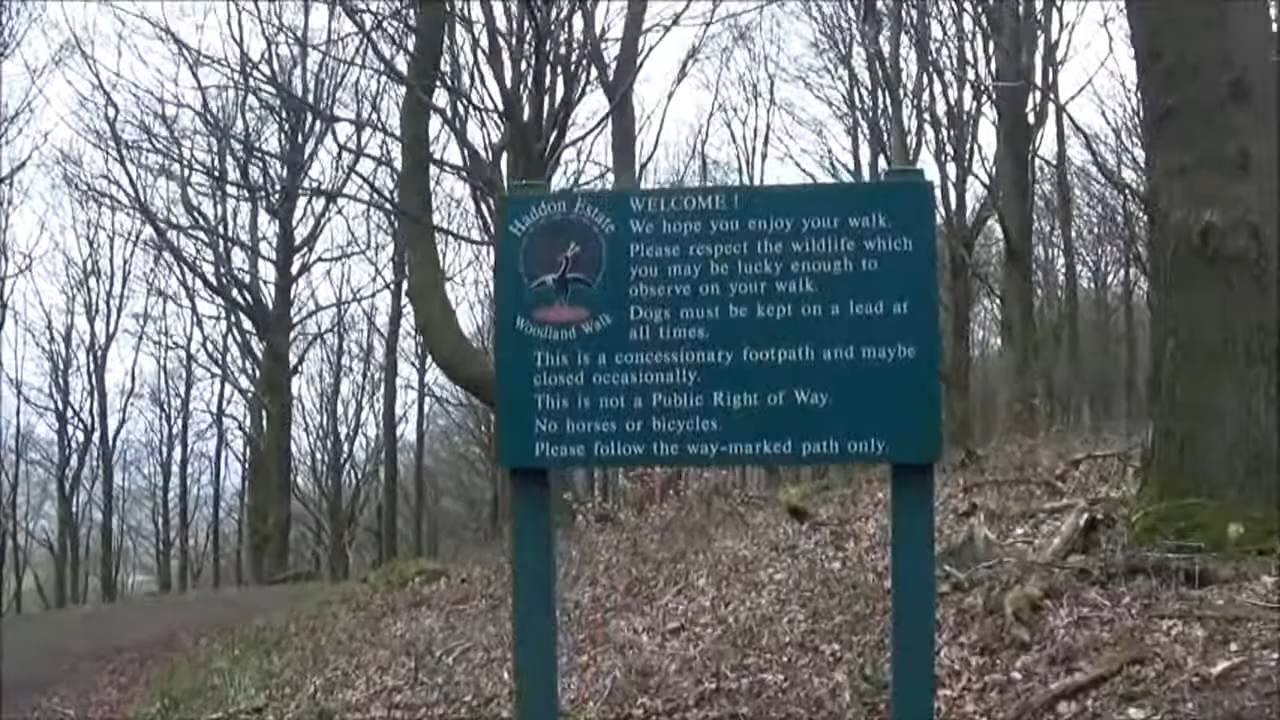 Haddon Estate
Woodland Walk
WELCOME !
We hope you enjoy your walk.
Please respect the wildlife which
you may be lucky enough to
observe on your walk.
Dogs must be kept on a lead at
all times.
This is a concessionary footpath and maybe
closed occasionally.
This is not a Public Right of Way.
No horses or bicycles.
Please follow the way-marked path only.